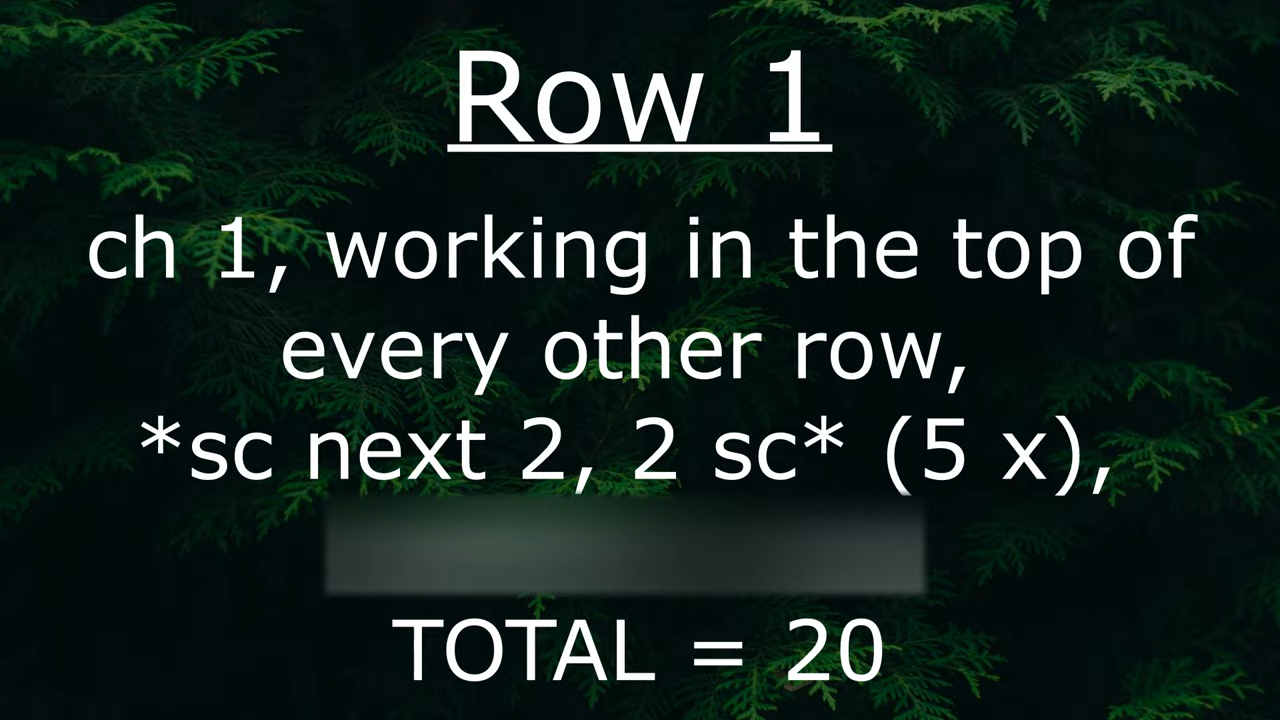 Row 1
ch 1, working in the top of
every other row,
*sc next 2, 2 sc* (5 x),
TOTAL = 20